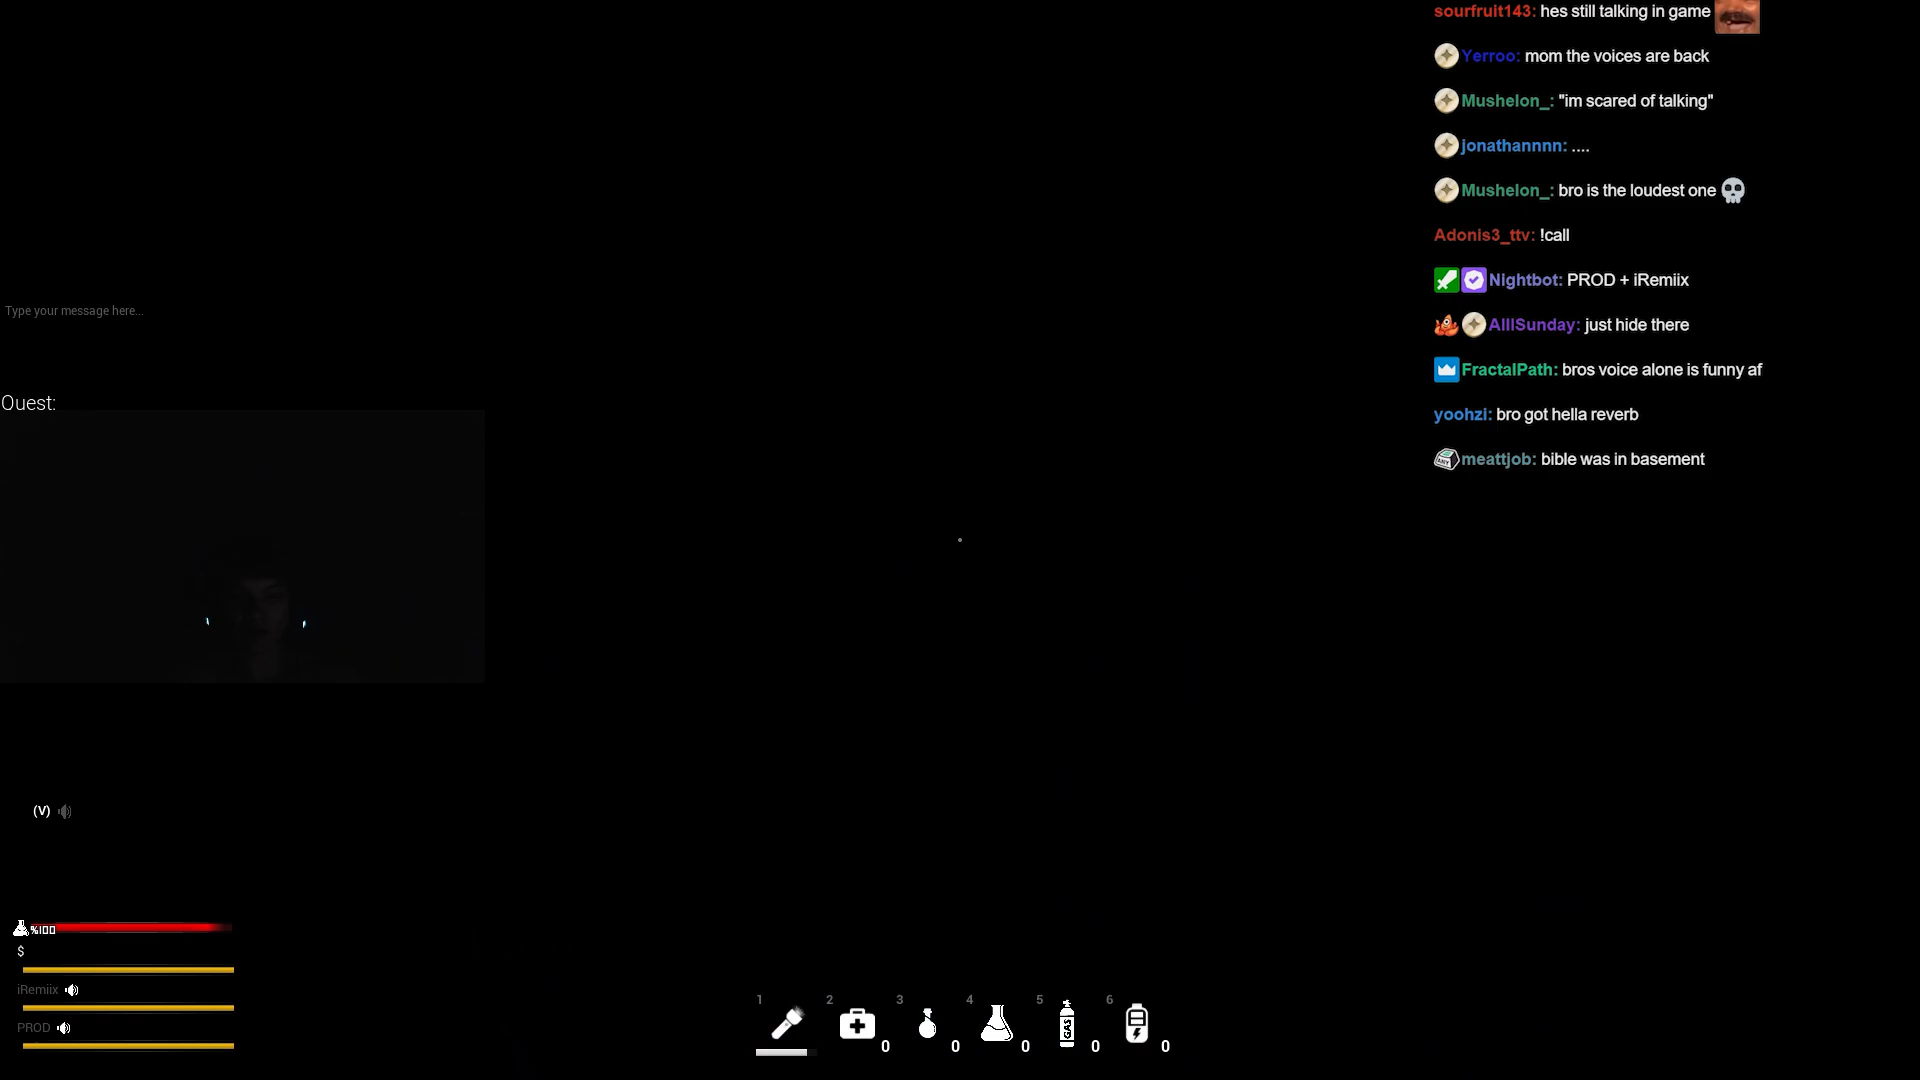 sourfruit143: hes still talking in game
Yerroo: mom the voices are back
Mushelon_: "im scared of talking"
jonathannnn: ....
Mushelon_: bro is the loudest one
Adonis3_ttv: !call
Nightbot: PROD + iRemiix
Type your message here...
AlllSunday: just hide there
FractalPath: bros voice alone is funny af
Quest:
yoohzi: bro got hella reverb
meattjob: bible was in basement
(V)
%100
$
iRemiix
PROD
1 2 3 4 5 6
GAS
0 0 0 0 0